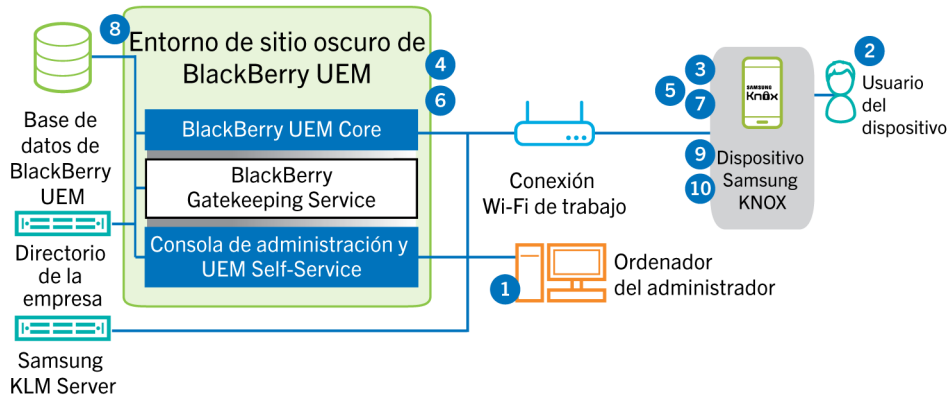 8
Entorno de sitio oscuro de
BlackBerry UEM
4
6
BlackBerry UEM Core
BlackBerry
Gatekeeping Service
Consola de administración y
UEM Self-Service
Base de
datos de
BlackBerry
UEM
Directorio
de la
empresa
Samsung
KLM Server
Conexión
Wi-Fi de trabajo
1
Ordenador
del administrador
3
5
7
SAMSUNG
Knox
9
10
Dispositivo
Samsung
KNOX
2
Usuario
del
dispositivo